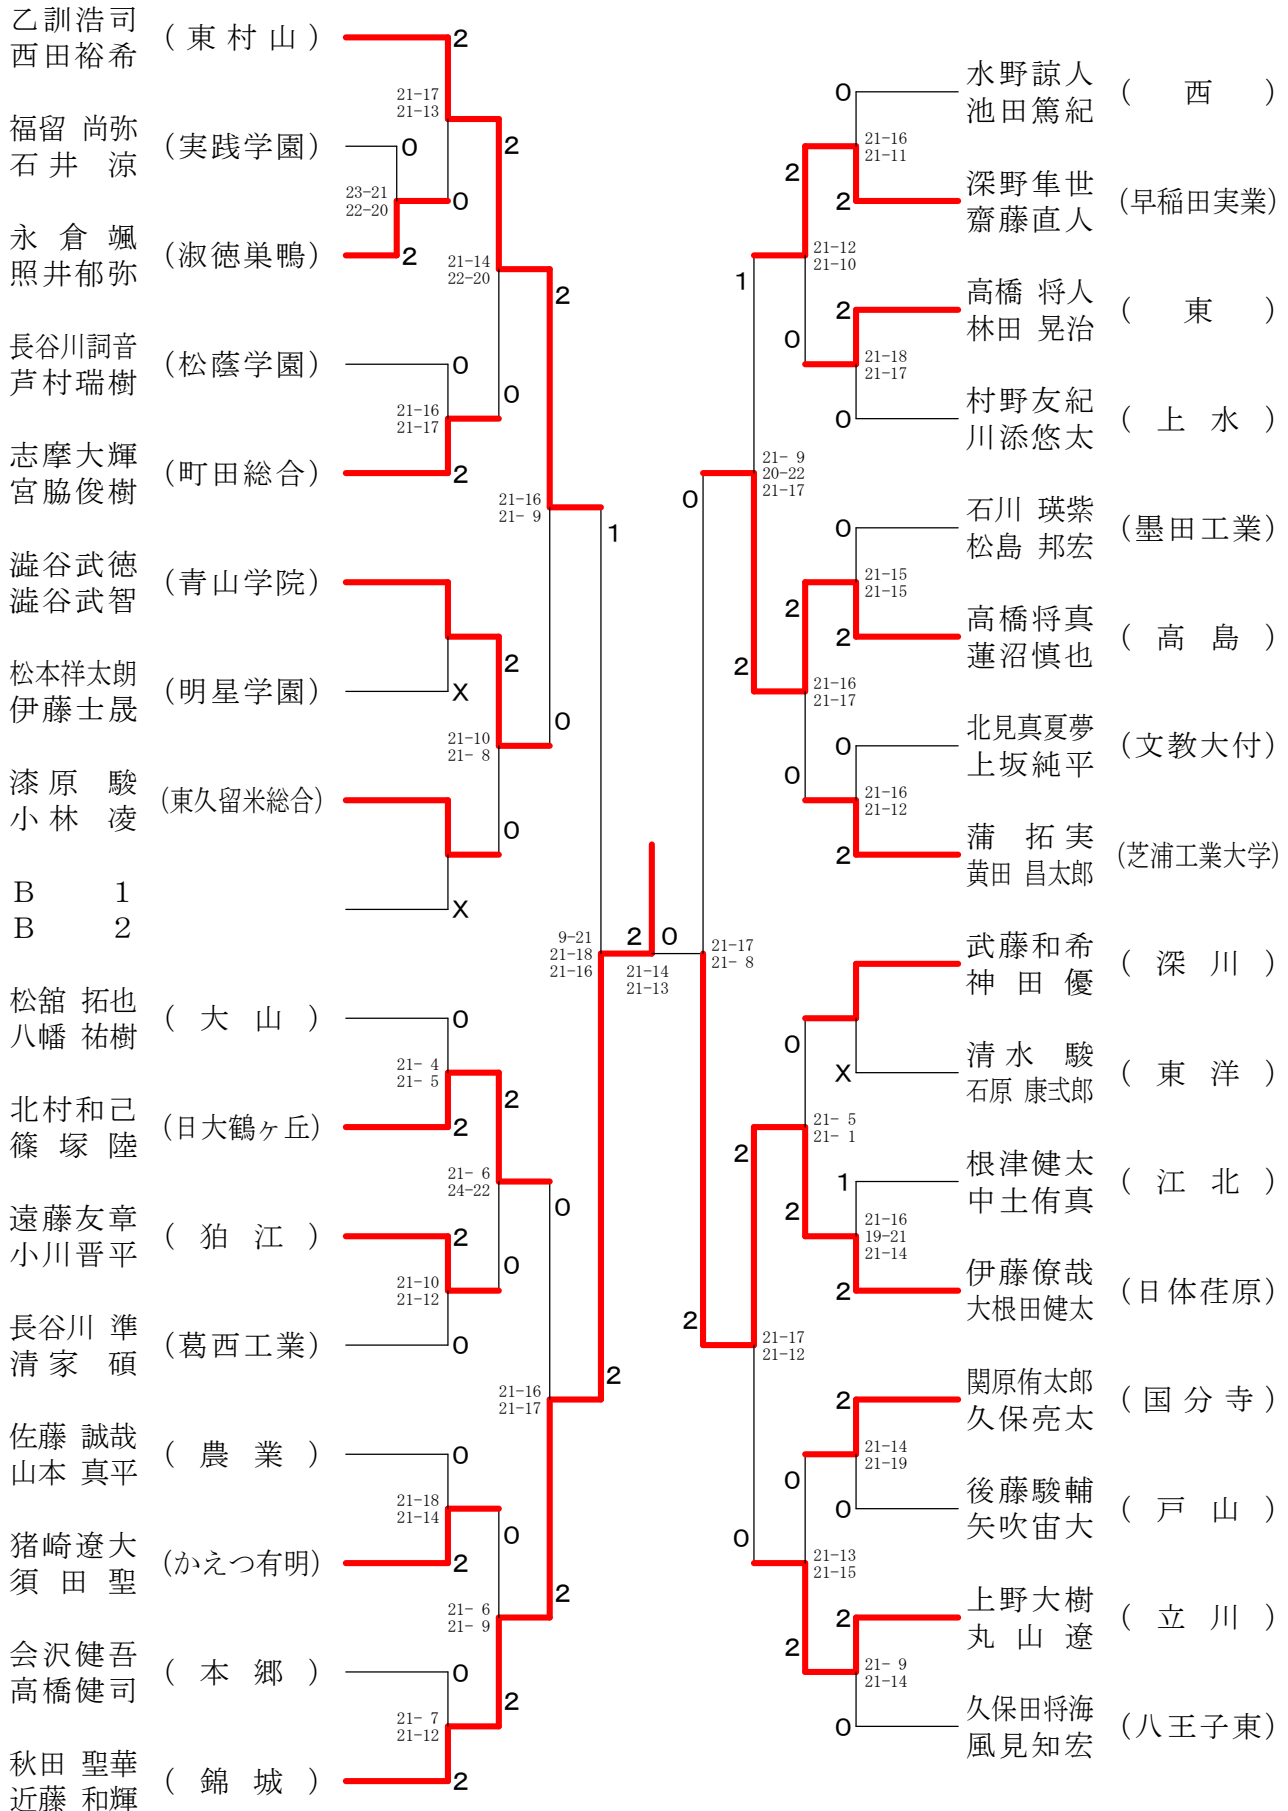 乙訓浩司
西田裕希
(東村山)
2
21-17
21-13
福留 尚弥
石井 涼
(実践学園)
0
2
23-21
22-20
0
永倉 颯
照井郁弥
(淑徳巣鴨)
2
21-14
22-20
2
長谷川詞音
芦村瑞樹
(松蔭学園)
0
21-16
21-17
0
志摩大輝
宮脇俊樹
(町田総合)
2
21-16
21- 9
1
澁谷武徳
澁谷武智
(青山学院)
2
松本祥太朗
伊藤士晟
(明星学園)
X
0
21-10
21- 8
漆原 駿
小林 凌
(東久留米総合)
0
B 1
B 2
X
9-21
21-18
21-16
2
0
21-14
21-13
松舘 拓也
八幡 祐樹
(大山)
0
21- 4
21- 5
2
北村和己
篠塚陸
(日大鶴ヶ丘)
2
21- 6
24-22
0
遠藤友章
小川晋平
(狛江)
2
0
21-10
21-12
長谷川 準
清家 碩
(葛西工業)
0
21-16
21-17
2
佐藤 誠哉
山本 真平
(農業)
0
21-18
21-14
0
猪崎遼大
須田聖
(かえつ有明)
2
2
21- 6
21- 9
会沢健吾
高橋健司
(本郷)
0
2
21- 7
21-12
秋田 聖華
近藤 和輝
(錦城)
2
水野諒人
池田篤紀
(西)
0
21-16
21-11
2
深野隼世
齋藤直人
(早稲田実業)
2
21-12
21-10
1
高橋 将人
林田 晃治
(東)
2
0
21-18
21-17
村野友紀
川添悠太
(上水)
0
21- 9
20-22
21-17
0
石川 瑛紫
松島 邦宏
(墨田工業)
0
21-15
21-15
2
高橋将真
蓮沼慎也
(高島)
2
2
21-16
21-17
北見真夏夢
上坂純平
(文教大付)
0
0
21-16
21-12
蒲 拓実
黄田 昌太郎
(芝浦工業大学)
2
21-17
21- 8
武藤和希
神田優
(深川)
0
清水 駿
石原 康弎郎
(東洋)
X
21- 5
21- 1
2
根津健太
中土侑真
(江北)
1
2
21-16
19-21
21-14
伊藤僚哉
大根田健太
(日体荏原)
2
2
21-17
21-12
関原侑太郎
久保亮太
(国分寺)
2
21-14
21-19
0
後藤駿輔
矢吹宙大
(戸山)
0
0
21-13
21-15
上野大樹
丸山遼
(立川)
2
2
21- 9
21-14
久保田将海
風見知宏
(八王子東)
0